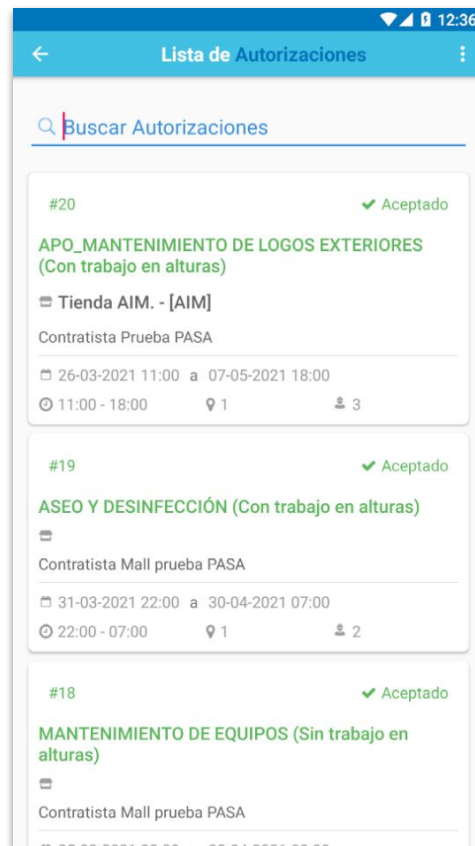 12:36
Lista de Autorizaciones
Buscar Autorizaciones
#20 Aceptado
APO_MANTENIMIENTO DE LOGOS EXTERIORES
(Con trabajo en alturas)
Tienda AIM. - [AIM]
Contratista Prueba PASA
26-03-2021 11:00 a 07-05-2021 18:00
11:00 - 18:00 1 3
#19 Aceptado
ASEO Y DESINFECCIÓN (Con trabajo en alturas)
Contratista Mall prueba PASA
31-03-2021 22:00 a 30-04-2021 07:00
22:00 - 07:00 1 2
#18 Aceptado
MANTENIMIENTO DE EQUIPOS (Sin trabajo en
alturas)
Contratista Mall prueba PASA